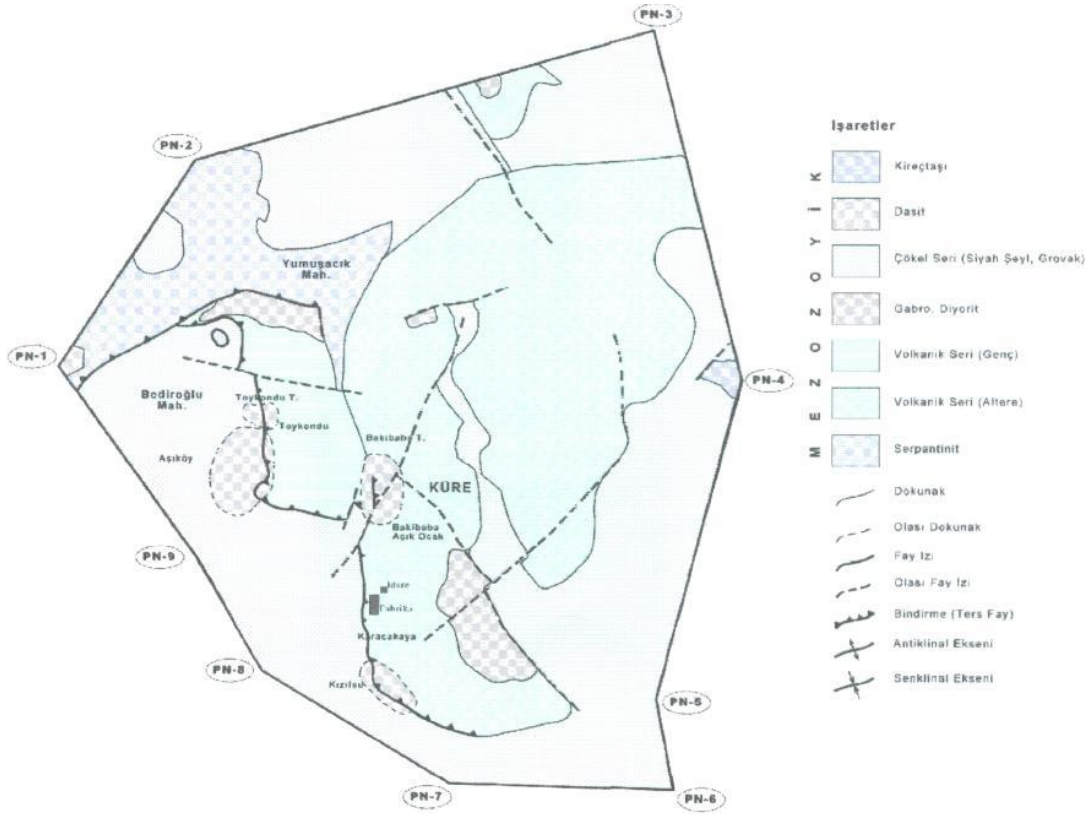 PN-3
PN-2
PN-1
PN-4
PN-9
PN-8
PN-5
PN-7
PN-6
Yumuşacık
Mah.
Bediroğlu
Mah.
Toykondu T.
Toykondu
Aşıköy
Bakibaba T.
KÜRE
Bakibaba
Açık Ocak
İdare
Fabrika
Karacakaya
Kızılsu
İşaretler
MEZOZOYİK
Kireçtaşı
Dasit
Çökel Seri (Siyah Şeyl, Grovak)
Gabro, Diyorit
Volkanik Seri (Genç)
Volkanik Seri (Altere)
Serpantinit
Dokunak
Olası Dokunak
Fay İzi
Olası Fay İzi
Bindirme (Ters Fay)
Antiklinal Ekseni
Senklinal Ekseni